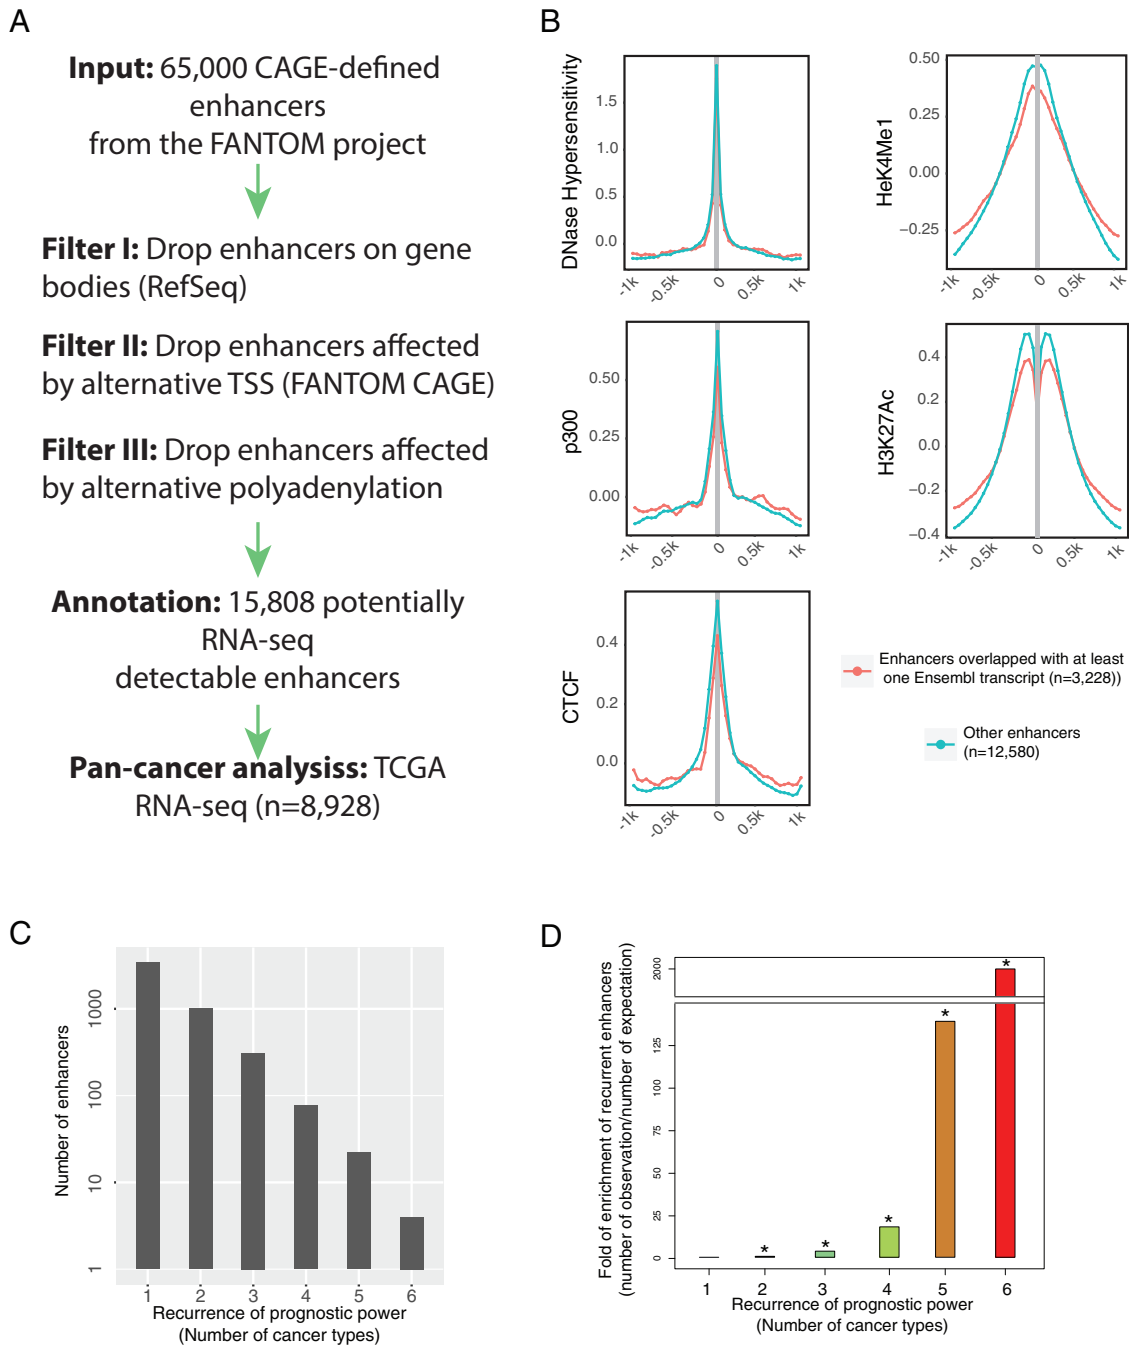 A
Input: 65,000 CAGE-defined
enhancers
from the FANTOM project
Filter I: Drop enhancers on gene
bodies (RefSeq)
Filter II: Drop enhancers affected
by alternative TSS (FANTOM CAGE)
Filter III: Drop enhancers affected
by alternative polyadenylation
Annotation: 15,808 potentially
RNA-seq
detectable enhancers
Pan-cancer analysiss: TCGA
RNA-seq (n=8,928)
B
DNase Hypersensitivity
1.5
1.0
0.5
0.0
-1k
-0.5k
0
0.5k
1k
HeK4Me1
0.50
0.25
0.00
−0.25
-1k
-0.5k
0
0.5k
1k
p300
0.50
0.25
0.00
-1k
-0.5k
0
0.5k
1k
H3K27Ac
0.4
0.2
0.0
−0.2
−0.4
-1k
-0.5k
0
0.5k
1k
CTCF
0.4
0.2
0.0
-1k
-0.5k
0
0.5k
1k
Enhancers overlapped with at least
one Ensembl transcript (n=3,228))
Other enhancers
(n=12,580)
C
Number of enhancers
1000
100
10
1
1 2 3 4 5 6
Recurrence of prognostic power
(Number of cancer types)
D
Fold of enrichment of recurrent enhancers
(number of observation/number of expectation)
2000
125
75
50
25
0
* * * * *
1 2 3 4 5 6
Recurrence of prognostic power
(Number of cancer types)